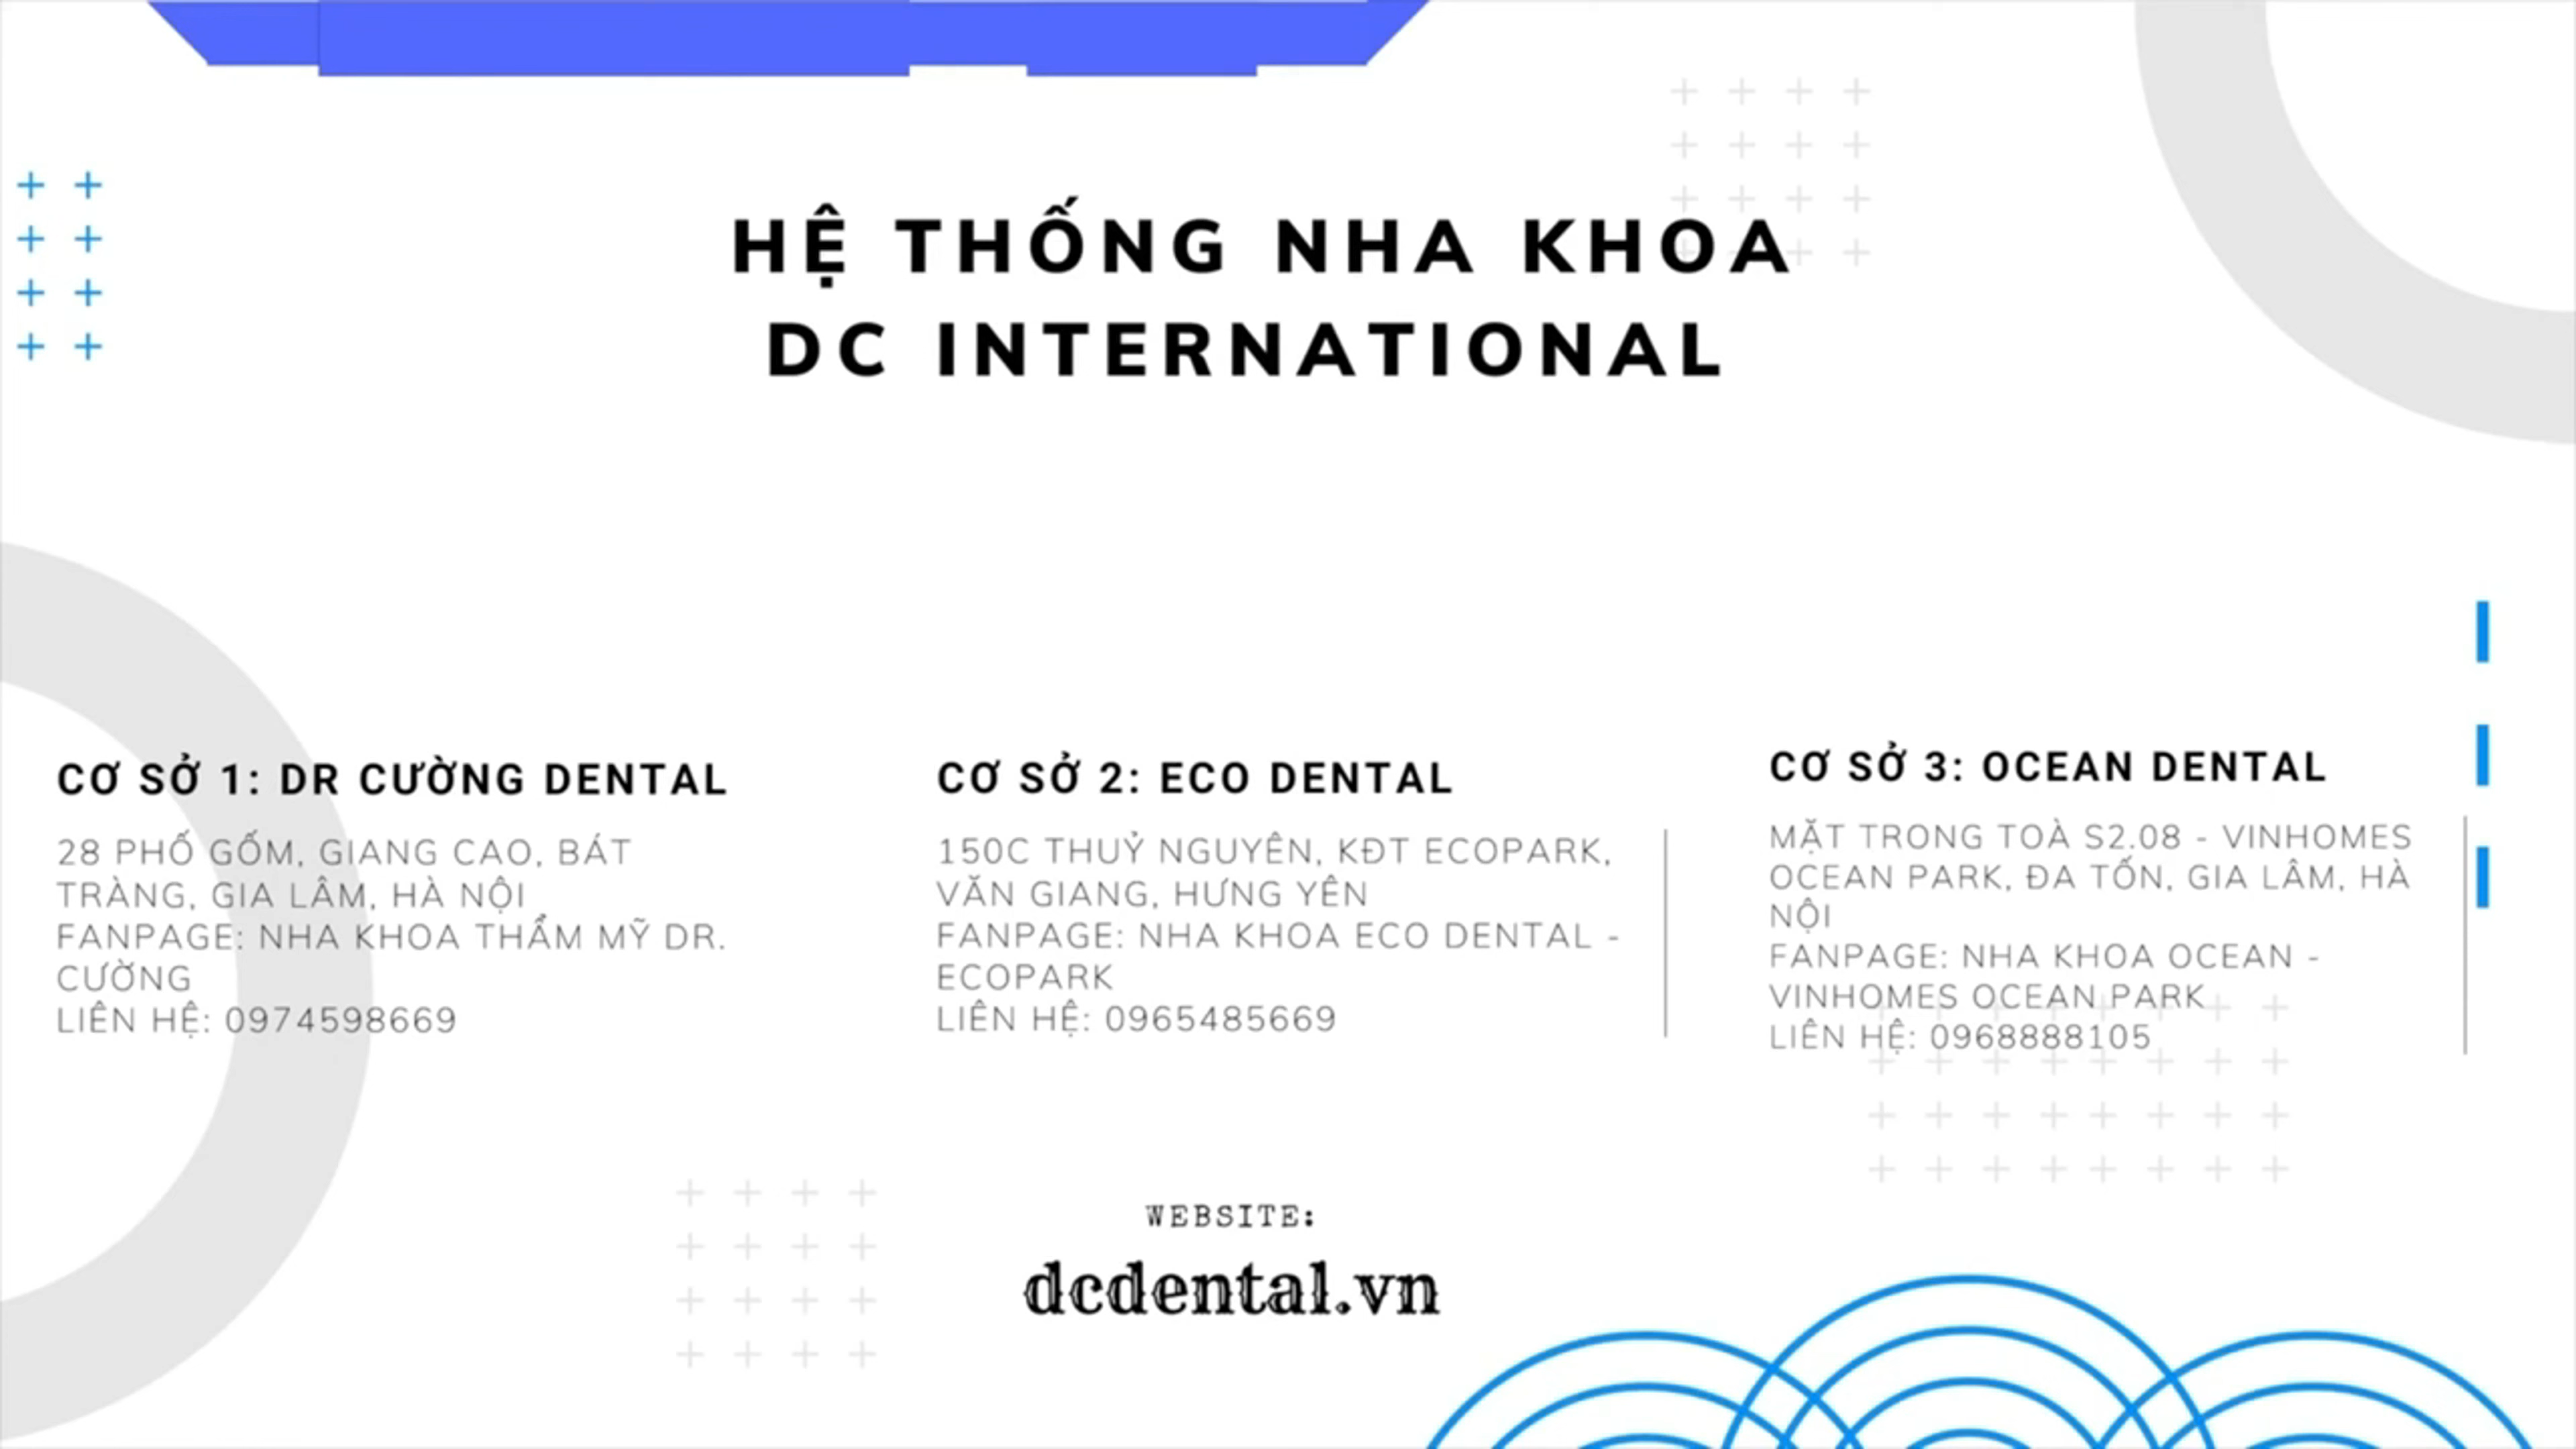 HỆ THỐNG NHA KHOA
DC INTERNATIONAL
CƠ SỞ 1: DR CƯỜNG DENTAL
28 PHỐ GỐM, GIANG CAO, BÁT
TRÀNG, GIA LÂM, HÀ NỘI
FANPAGE: NHA KHOA THẨM MỸ DR.
CƯỜNG
LIÊN HỆ: 0974598669
CƠ SỞ 2: ECO DENTAL
150C THUỶ NGUYÊN, KĐT ECOPARK,
VĂN GIANG, HƯNG YÊN
FANPAGE: NHA KHOA ECO DENTAL -
ECOPARK
LIÊN HỆ: 0965485669
CƠ SỞ 3: OCEAN DENTAL
MẶT TRONG TOÀ S2.08 - VINHOMES
OCEAN PARK, ĐA TỐN, GIA LÂM, HÀ
NỘI
FANPAGE: NHA KHOA OCEAN -
VINHOMES OCEAN PARK
LIÊN HỆ: 0968888105
WEBSITE:
dcdental.vn